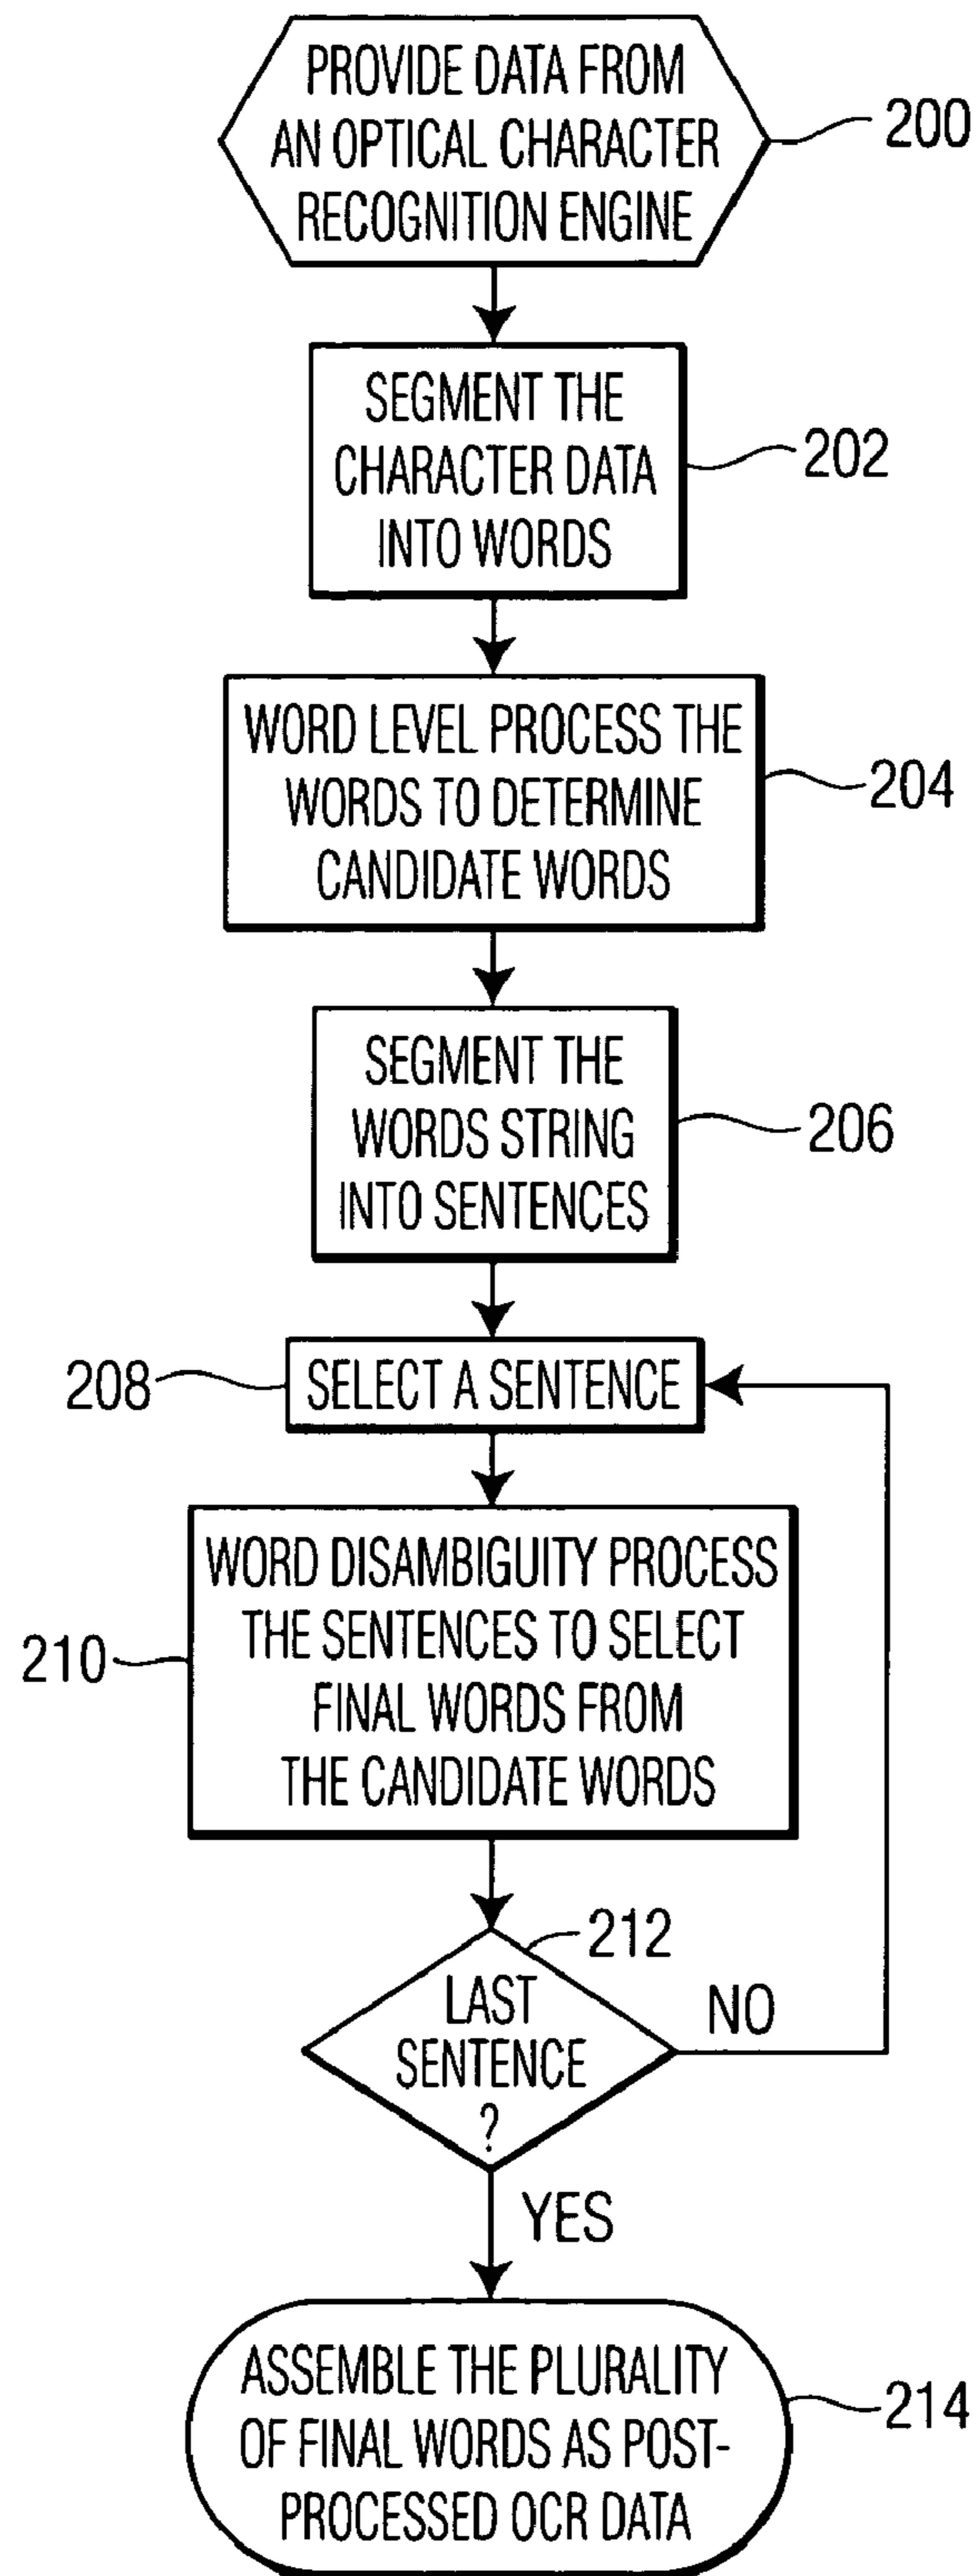 PROVIDE DATA FROM
AN OPTICAL CHARACTER
RECOGNITION ENGINE
200
SEGMENT THE
CHARACTER DATA
INTO WORDS
202
WORD LEVEL PROCESS THE
WORDS TO DETERMINE
CANDIDATE WORDS
204
SEGMENT THE
WORDS STRING
INTO SENTENCES
206
208
SELECT A SENTENCE
WORD DISAMBIGUITY PROCESS
THE SENTENCES TO SELECT
FINAL WORDS FROM
THE CANDIDATE WORDS
210
212
LAST
SENTENCE
?
NO
YES
ASSEMBLE THE PLURALITY
OF FINAL WORDS AS POST-
PROCESSED OCR DATA
214